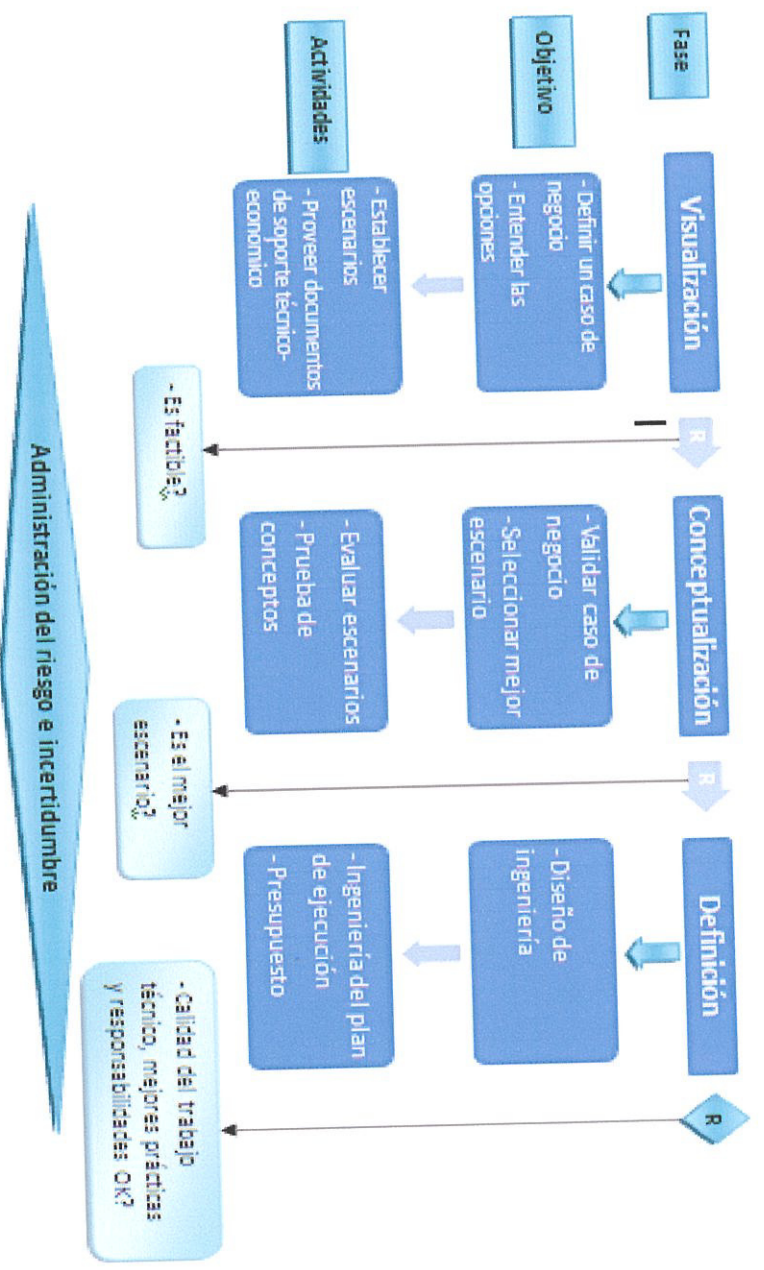 Fase
Visualización
R
Conceptualización
R
Definición
R
Objetivo
- Definir un caso de
negocio
- Entender las
opciones
- Validar caso de
negocio
- Seleccionar mejor
escenario
- Diseño de
ingeniería
Actividades
- Establecer
escenarios
- Proveer documentos
de soporte técnico-
económico
- Evaluar escenarios
- Prueba de
conceptos
- Ingeniería del plan
de ejecución
- Presupuesto
- Es factible?
- Es el mejor
escenario?
- Calidad del trabajo
técnico, mejores prácticas
y responsabilidades OK?
Administración del riesgo e incertidumbre